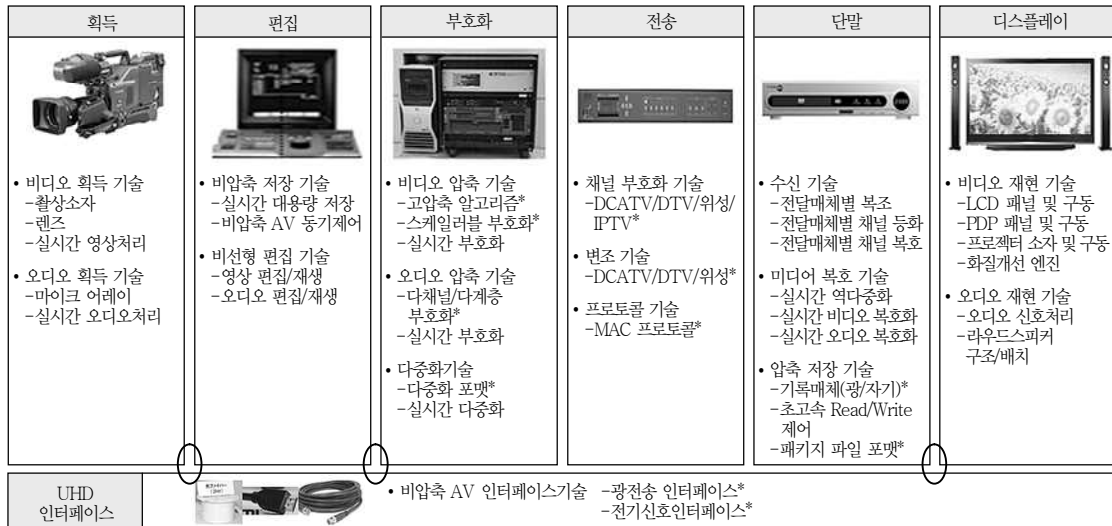 획득
• 비디오 획득 기술
-촬상소자
-렌즈
-실시간 영상처리
• 오디오 획득 기술
-마이크 어레이
-실시간 오디오처리
편집
• 비압축 저장 기술
-실시간 대용량 저장
-비압축 AV 동기제어
• 비선형 편집 기술
-영상 편집/재생
-오디오 편집/재생
부호화
• 비디오 압축 기술
-고압축 알고리즘*
-스케일러블 부호화*
-실시간 부호화
• 오디오 압축 기술
-다채널/다계층
부호화*
-실시간 부호화
• 다중화기술
-다중화 포맷*
-실시간 다중화
전송
• 채널 부호화 기술
-DCATV/DTV/위성/
IPTV*
• 변조 기술
-DCATV/DTV/위성*
• 프로토콜 기술
-MAC 프로토콜*
단말
• 수신 기술
-전달매체별 복조
-전달매체별 채널 등화
-전달매체별 채널 복호
• 미디어 복호 기술
-실시간 역다중화
-실시간 비디오 복호화
-실시간 오디오 복호화
• 압축 저장 기술
-기록매체(광/자기)*
-초고속 Read/Write
제어
-패키지 파일 포맷*
디스플레이
• 비디오 재현 기술
-LCD 패널 및 구동
-PDP 패널 및 구동
-프로젝터 소자 및 구동
-화질개선 엔진
• 오디오 재현 기술
-오디오 신호처리
-라우드스피커
구조/배치
UHD
인터페이스
• 비압축 AV 인터페이스기술 -광전송 인터페이스*
-전기신호인터페이스*